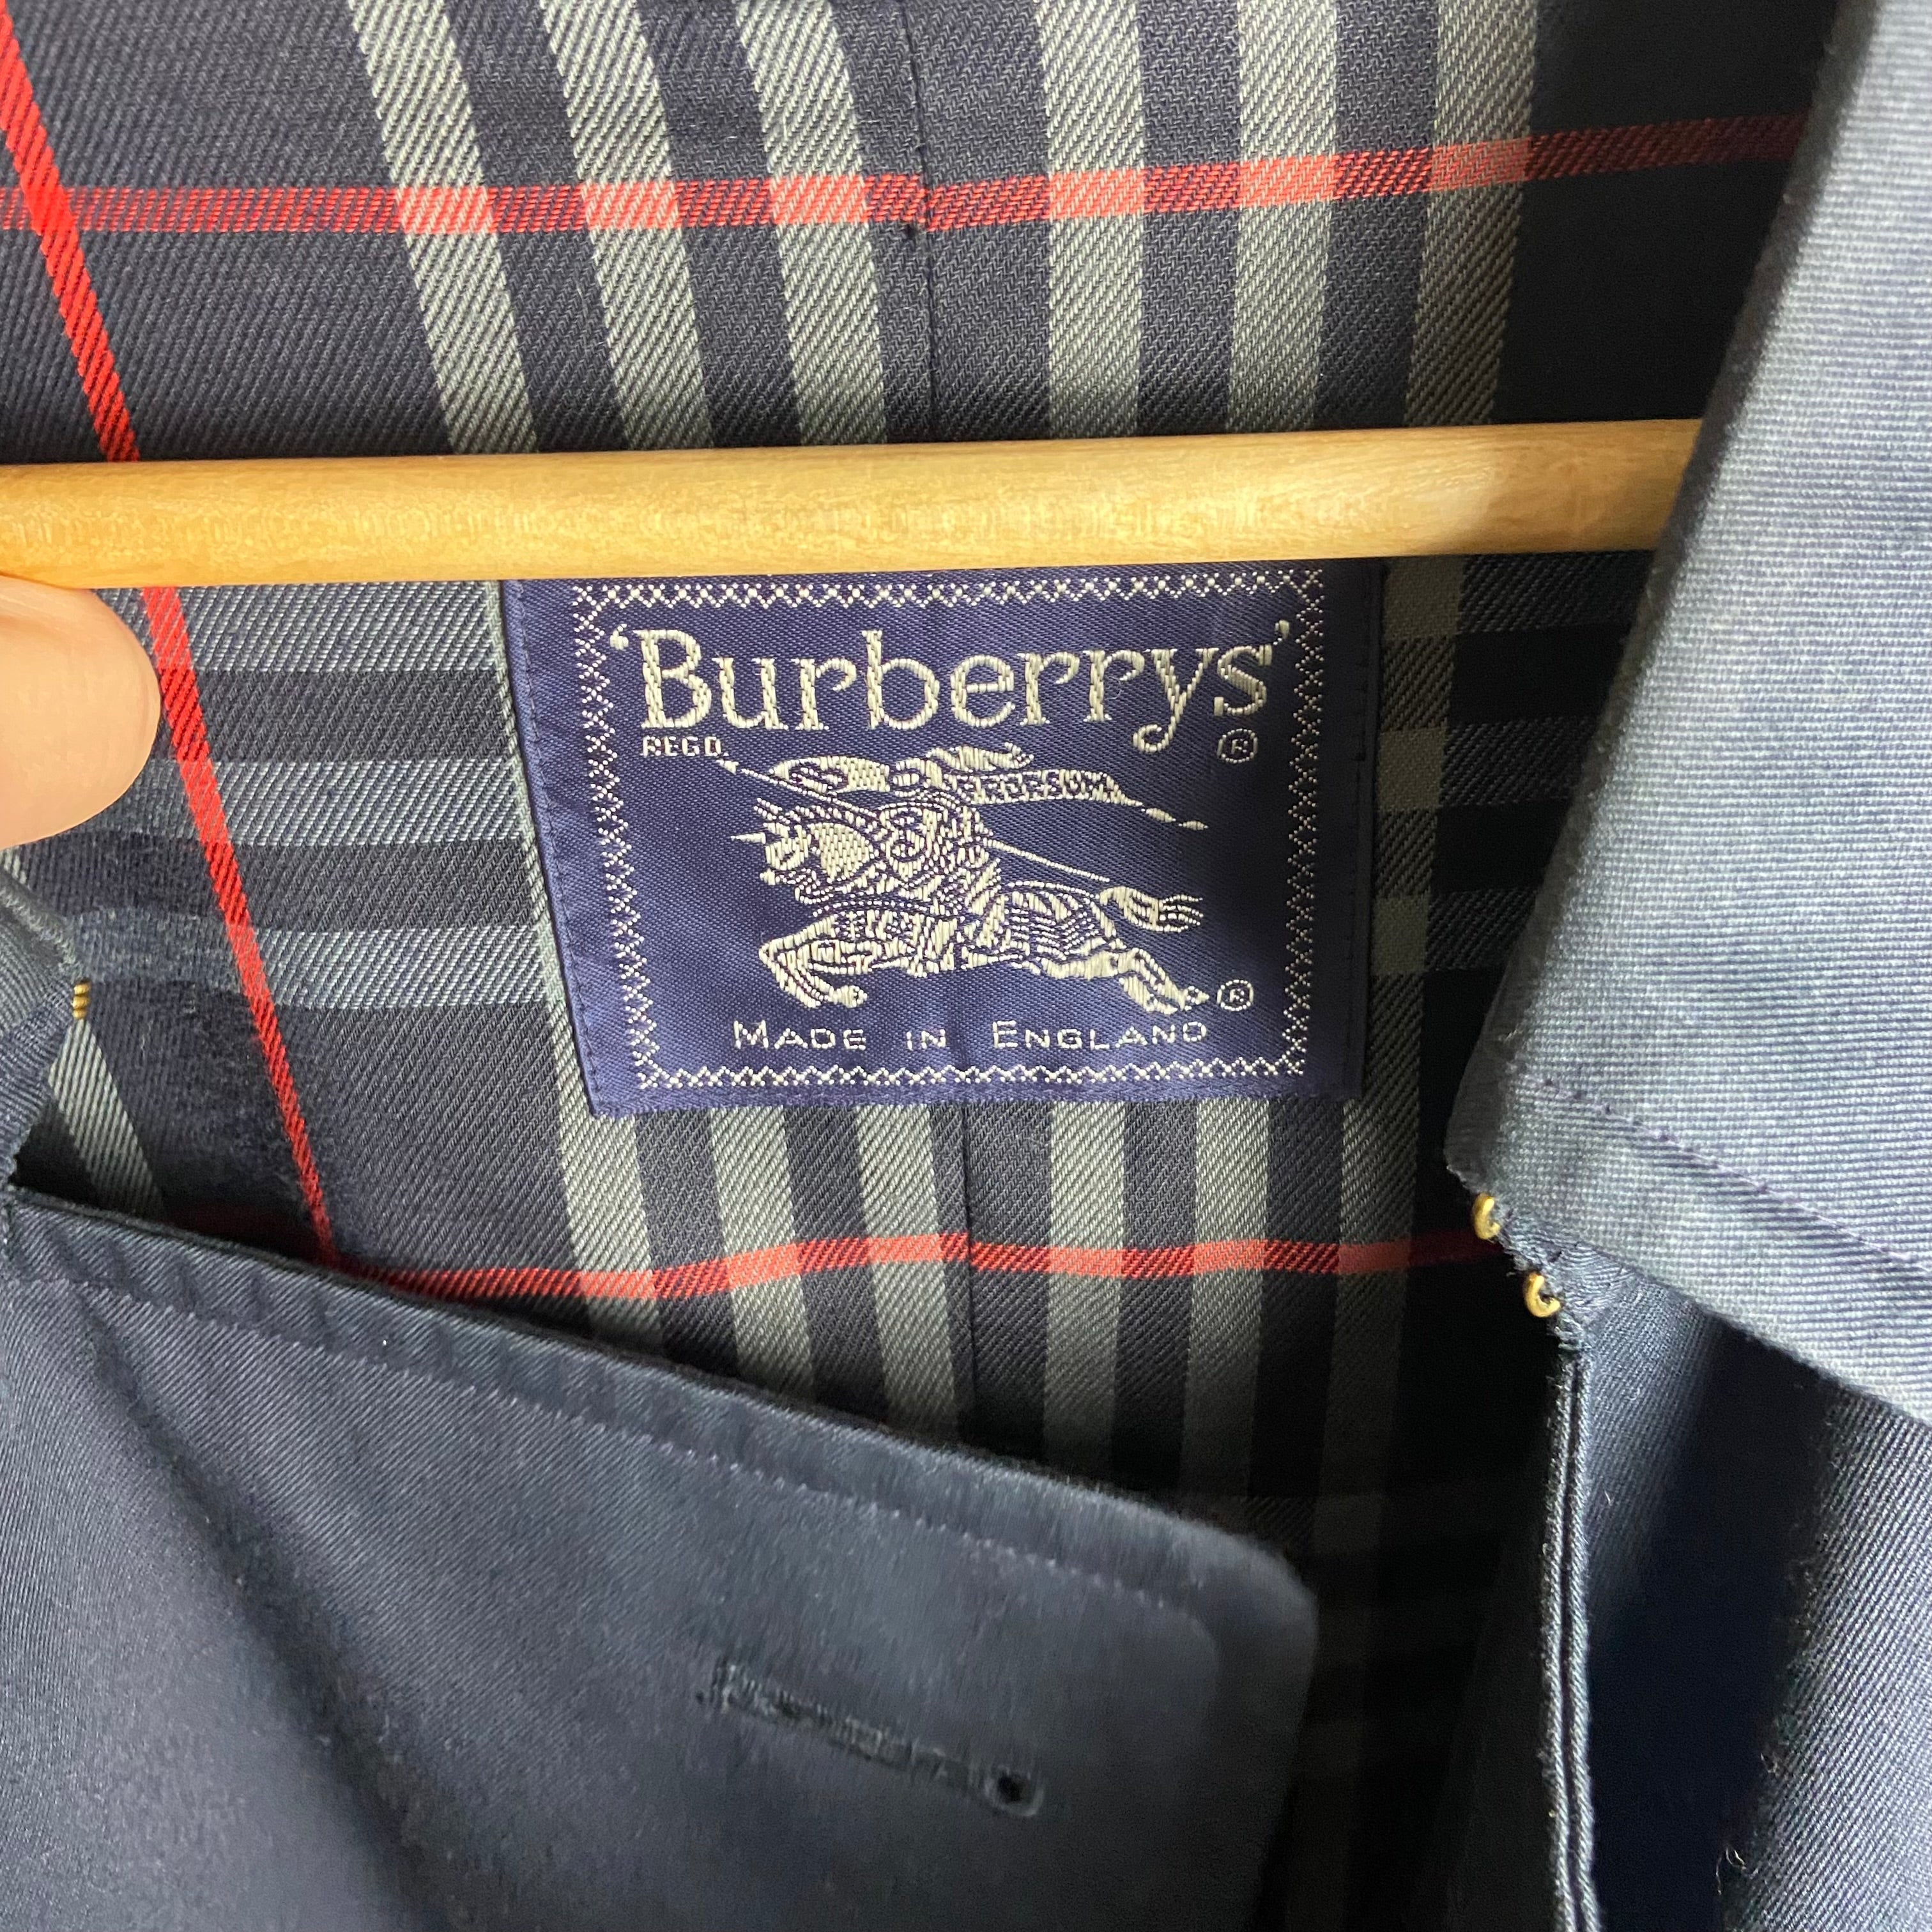 'Burberrys'
REGD. ®
PRORSUM
®
MADE IN ENGLAND